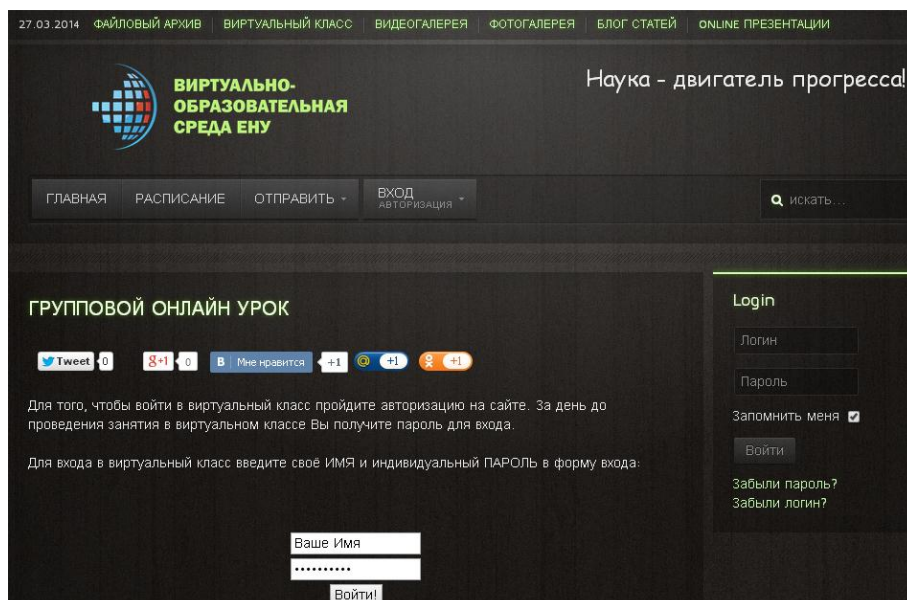 27.03.2014 ФАЙЛОВЫЙ АРХИВ ВИРТУАЛЬНЫЙ КЛАСС ВИДЕОГАЛЕРЕЯ ФОТОГАЛЕРЕЯ БЛОГ СТАТЕЙ ONLINE ПРЕЗЕНТАЦИИ
ВИРТУАЛЬНО-
ОБРАЗОВАТЕЛЬНАЯ
СРЕДА ЕНУ
Наука - двигатель прогресса!
ГЛАВНАЯ РАСПИСАНИЕ ОТПРАВИТЬ ВХОД
АВТОРИЗАЦИЯ
искать...
ГРУППОВОЙ ОНЛАЙН УРОК
Tweet 0 g+1 0 В Мне нравится +1 @ +1 +1
Для того, чтобы войти в виртуальный класс пройдите авторизацию на сайте. За день до
проведения занятия в виртуальном классе Вы получите пароль для входа.
Для входа в виртуальный класс введите своё ИМЯ и индивидуальный ПАРОЛЬ в форму входа:
Ваше Имя
••••••••••
Войти!
Login
Логин
Пароль
Запомнить меня
Войти
Забыли пароль?
Забыли логин?